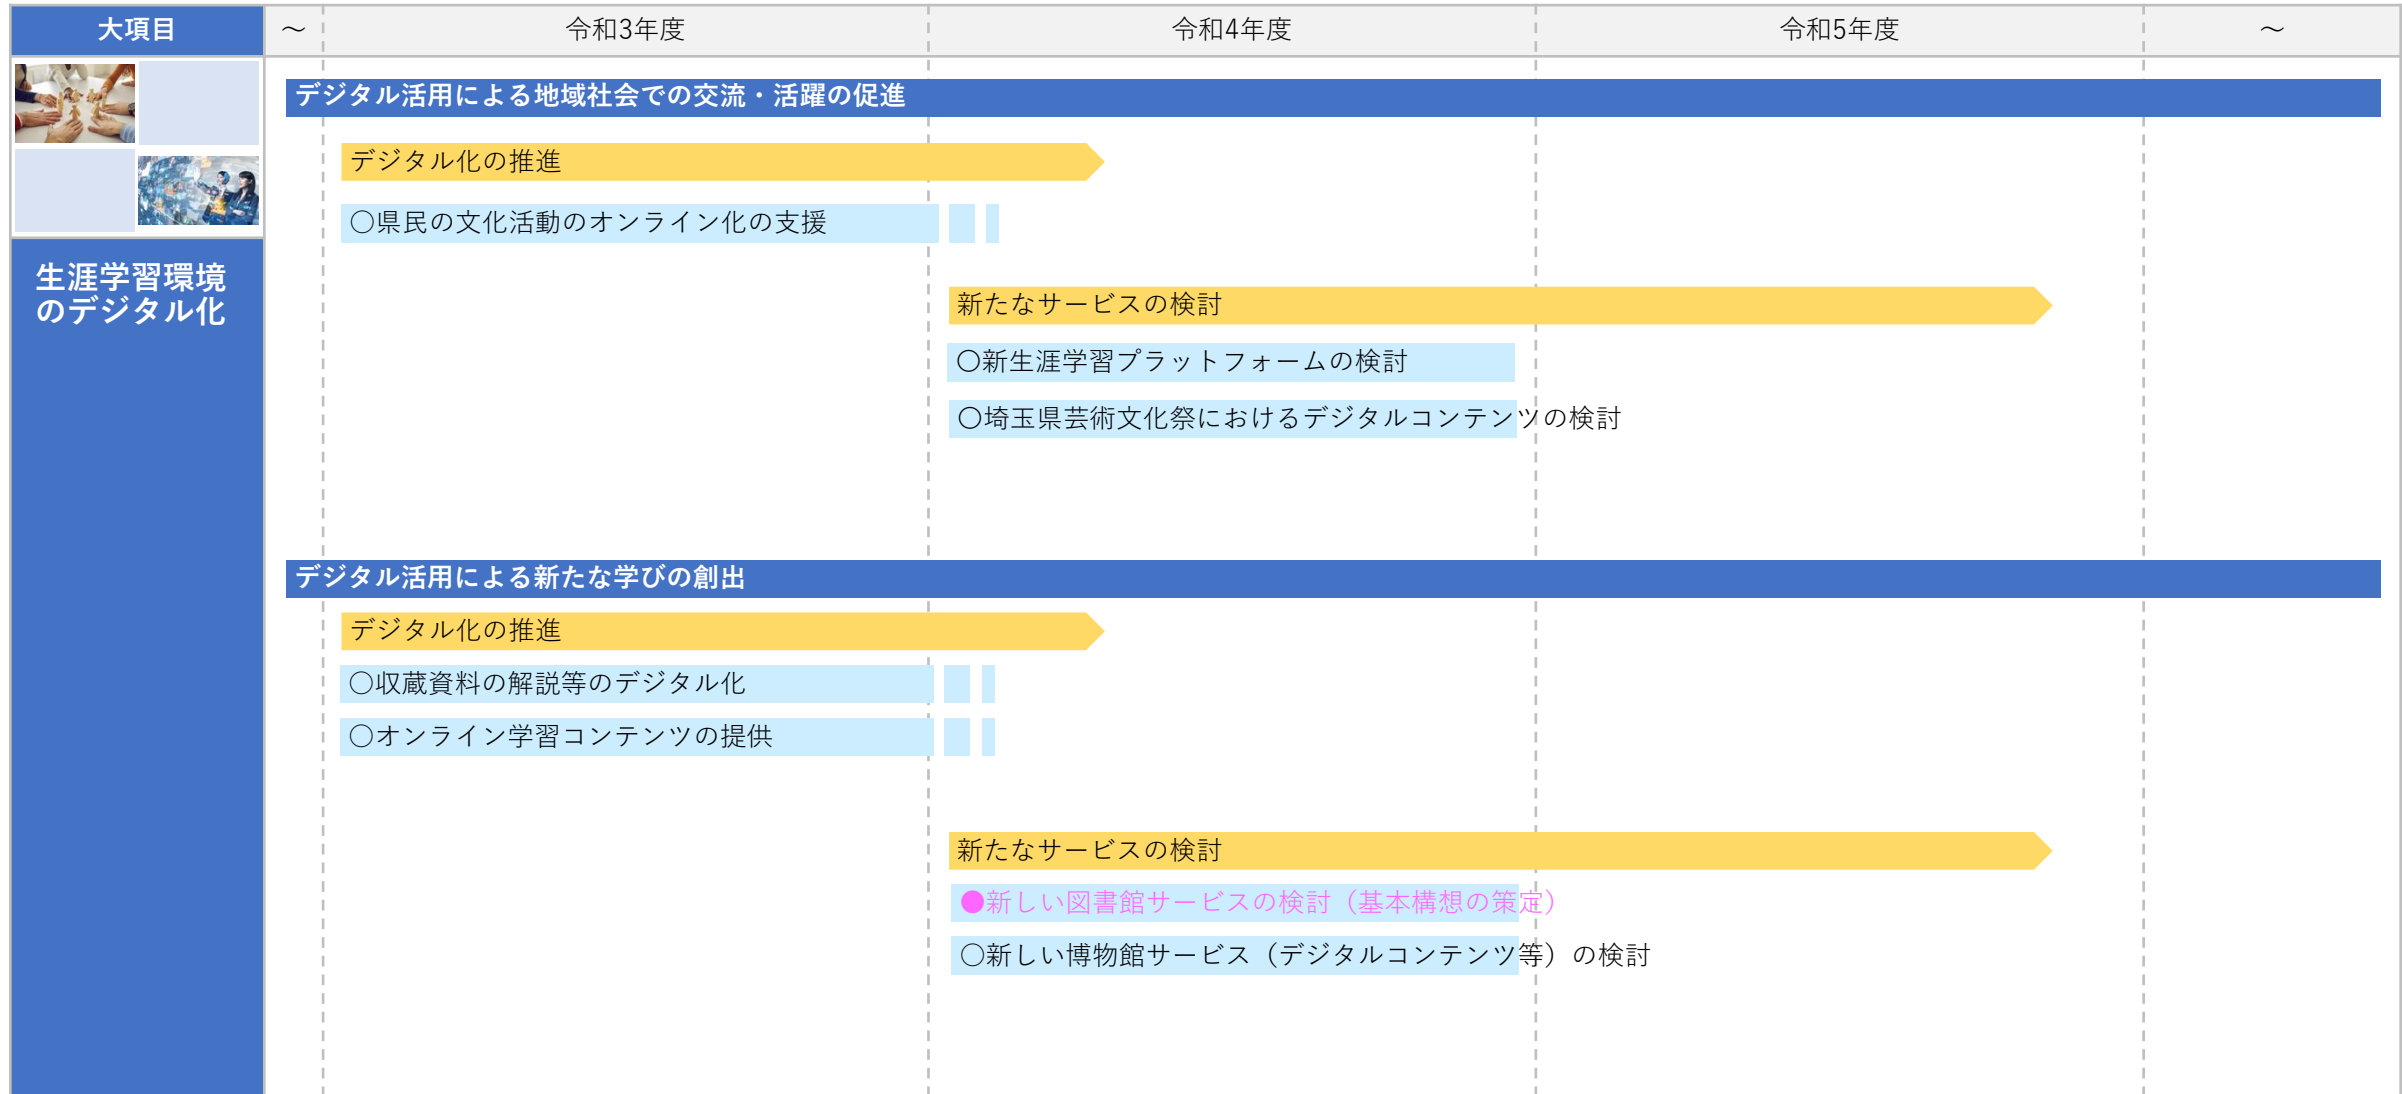 大項目
～
令和3年度
令和4年度
令和5年度
～
生涯学習環境
のデジタル化
デジタル活用による地域社会での交流・活躍の促進
デジタル化の推進
〇県民の文化活動のオンライン化の支援
新たなサービスの検討
〇新生涯学習プラットフォームの検討
〇埼玉県芸術文化祭におけるデジタルコンテンツの検討
デジタル活用による新たな学びの創出
デジタル化の推進
〇収蔵資料の解説等のデジタル化
〇オンライン学習コンテンツの提供
新たなサービスの検討
●新しい図書館サービスの検討（基本構想の策定）
〇新しい博物館サービス（デジタルコンテンツ等）の検討